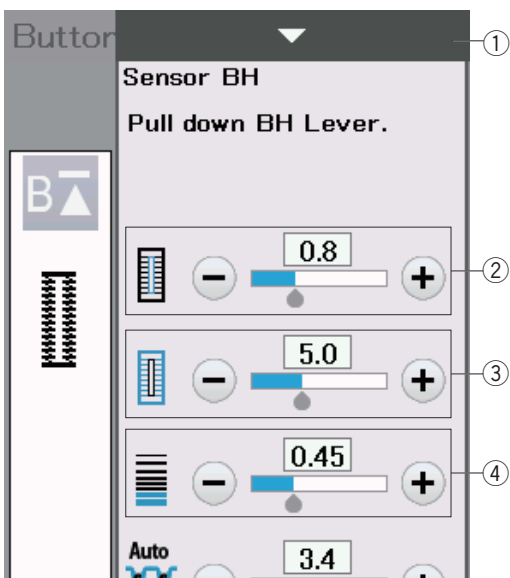 Button
①
Sensor BH
Pull down BH Lever.
B
0.8
②
5.0
③
0.45
④
Auto
3.4